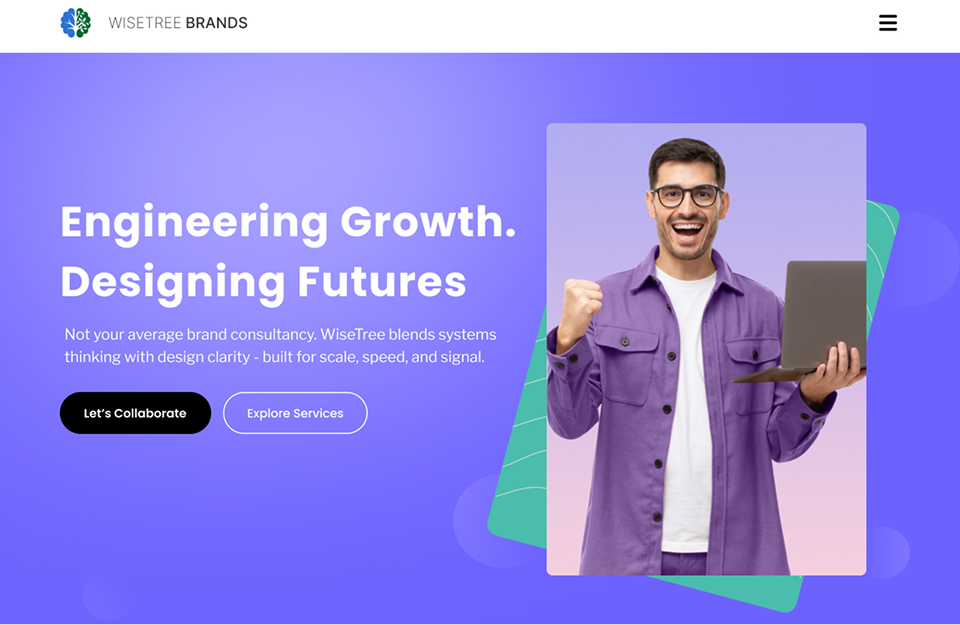 WISETREE BRANDS
Engineering Growth.
Designing Futures
Not your average brand consultancy. WiseTree blends systems
thinking with design clarity - built for scale, speed, and signal.
Let's Collaborate
Explore Services